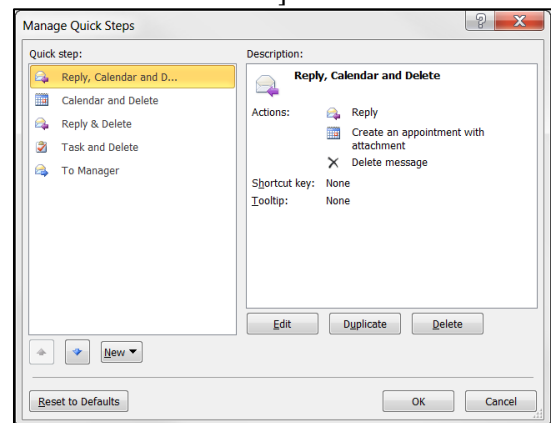 Manage Quick Steps
Quick step:
Reply, Calendar and D...
Calendar and Delete
Reply & Delete
Task and Delete
To Manager
New
Description:
Reply, Calendar and Delete
Actions:
Reply
Create an appointment with
attachment
Delete message
Shortcut key: None
Tooltip: None
Edit
Duplicate
Delete
Reset to Defaults
OK
Cancel